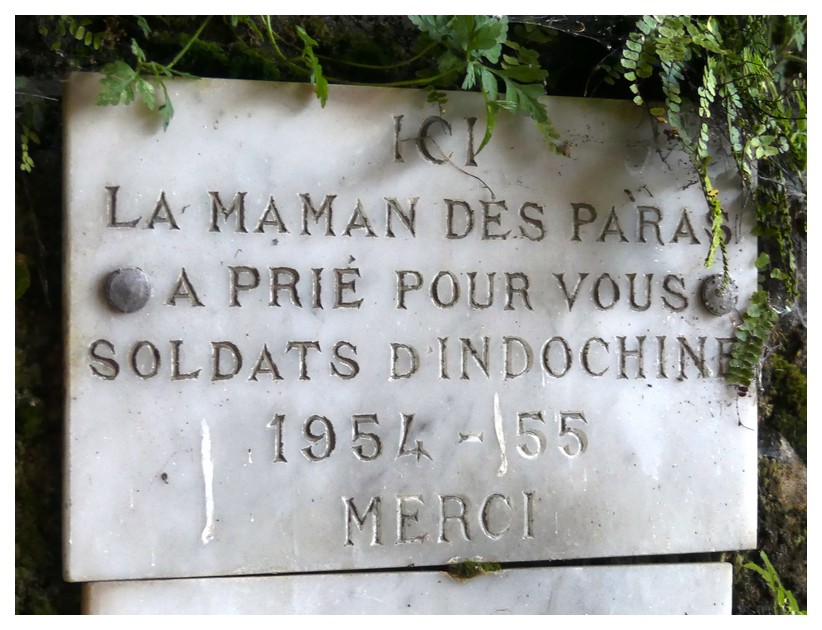 ICI
LA MAMAN DES PARAS
A PRIÉ POUR VOUS
SOLDATS D'INDOCHINE
1954-55
MERCI